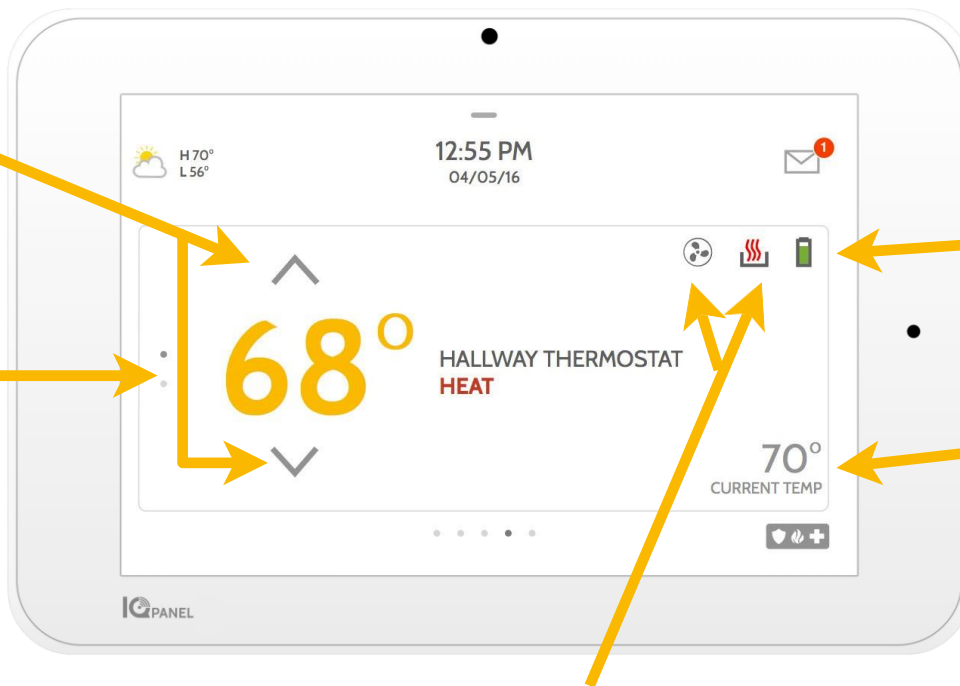 12:55 PM
04/05/16
H 70°
L 56°
1
68°
HALLWAY THERMOSTAT
HEAT
70°
CURRENT TEMP
IQ PANEL